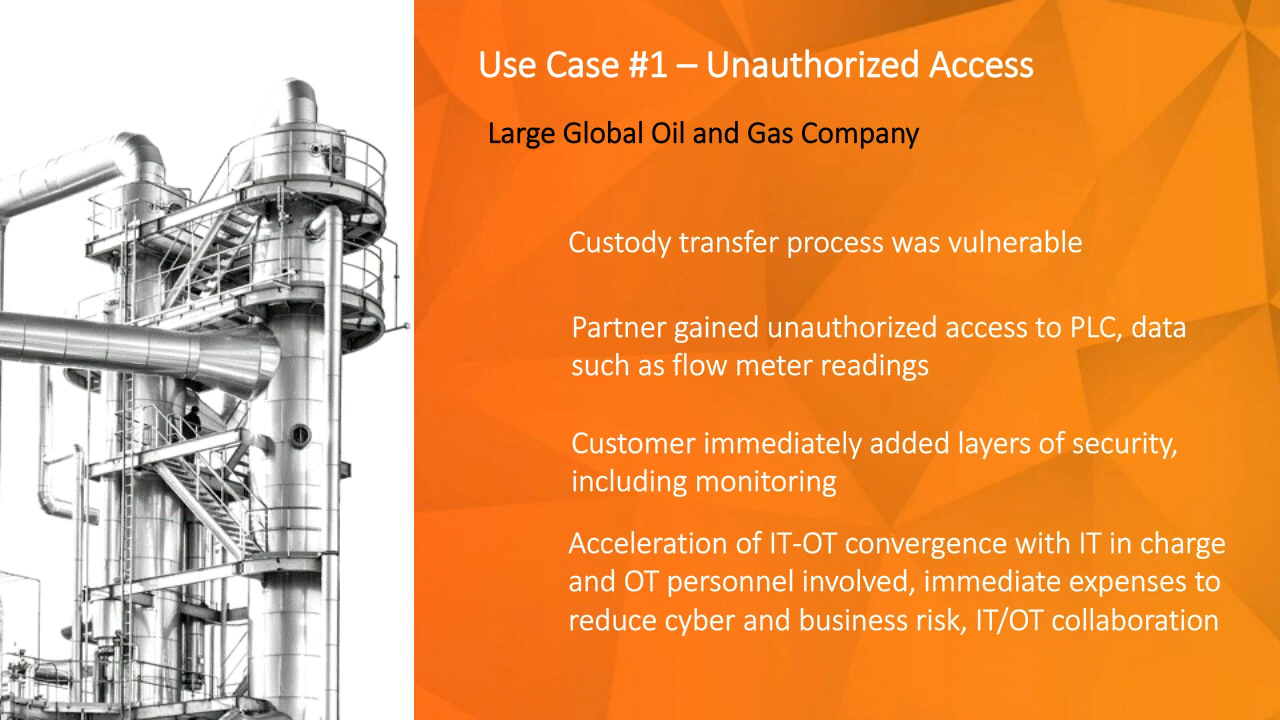 Use Case #1 – Unauthorized Access
Large Global Oil and Gas Company
Custody transfer process was vulnerable
Partner gained unauthorized access to PLC, data
such as flow meter readings
Customer immediately added layers of security,
including monitoring
Acceleration of IT-OT convergence with IT in charge
and OT personnel involved, immediate expenses to
reduce cyber and business risk, IT/OT collaboration